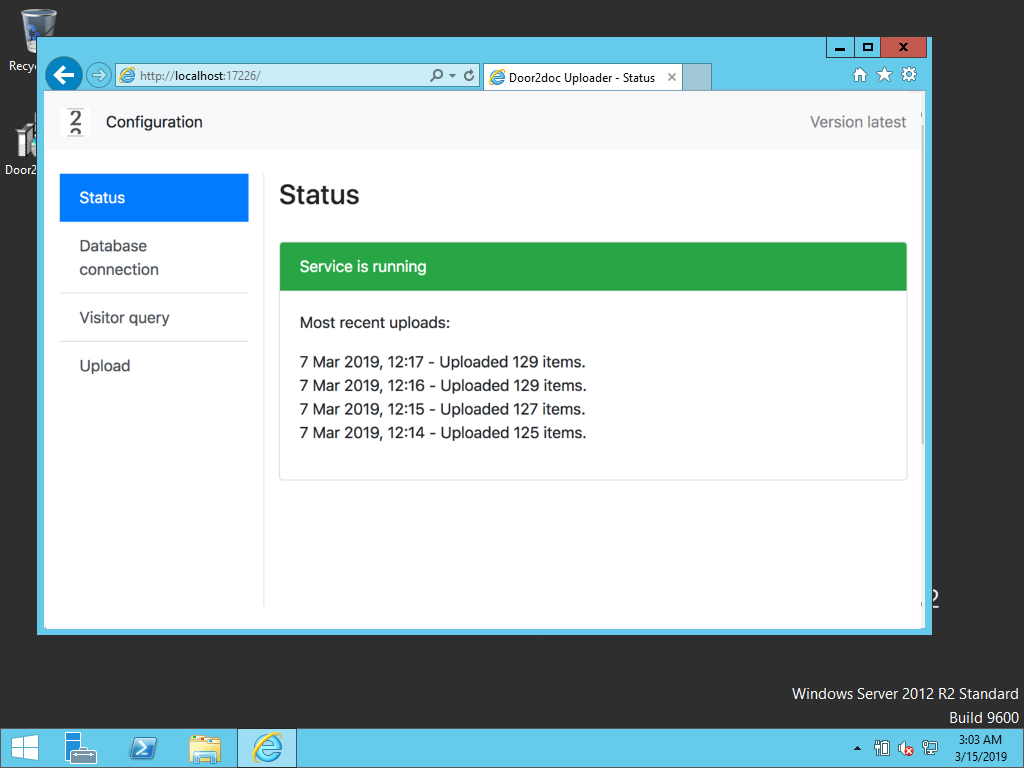 Recy
Door2
http://localhost:17226/
Door2doc Uploader - Status
2
Configuration
Version latest
Status
Database
connection
Visitor query
Upload
Status
Service is running
Most recent uploads:
7 Mar 2019, 12:17 - Uploaded 129 items.
7 Mar 2019, 12:16 - Uploaded 129 items.
7 Mar 2019, 12:15 - Uploaded 127 items.
7 Mar 2019, 12:14 - Uploaded 125 items.
2
Windows Server 2012 R2 Standard
Build 9600
3:03 AM
3/15/2019